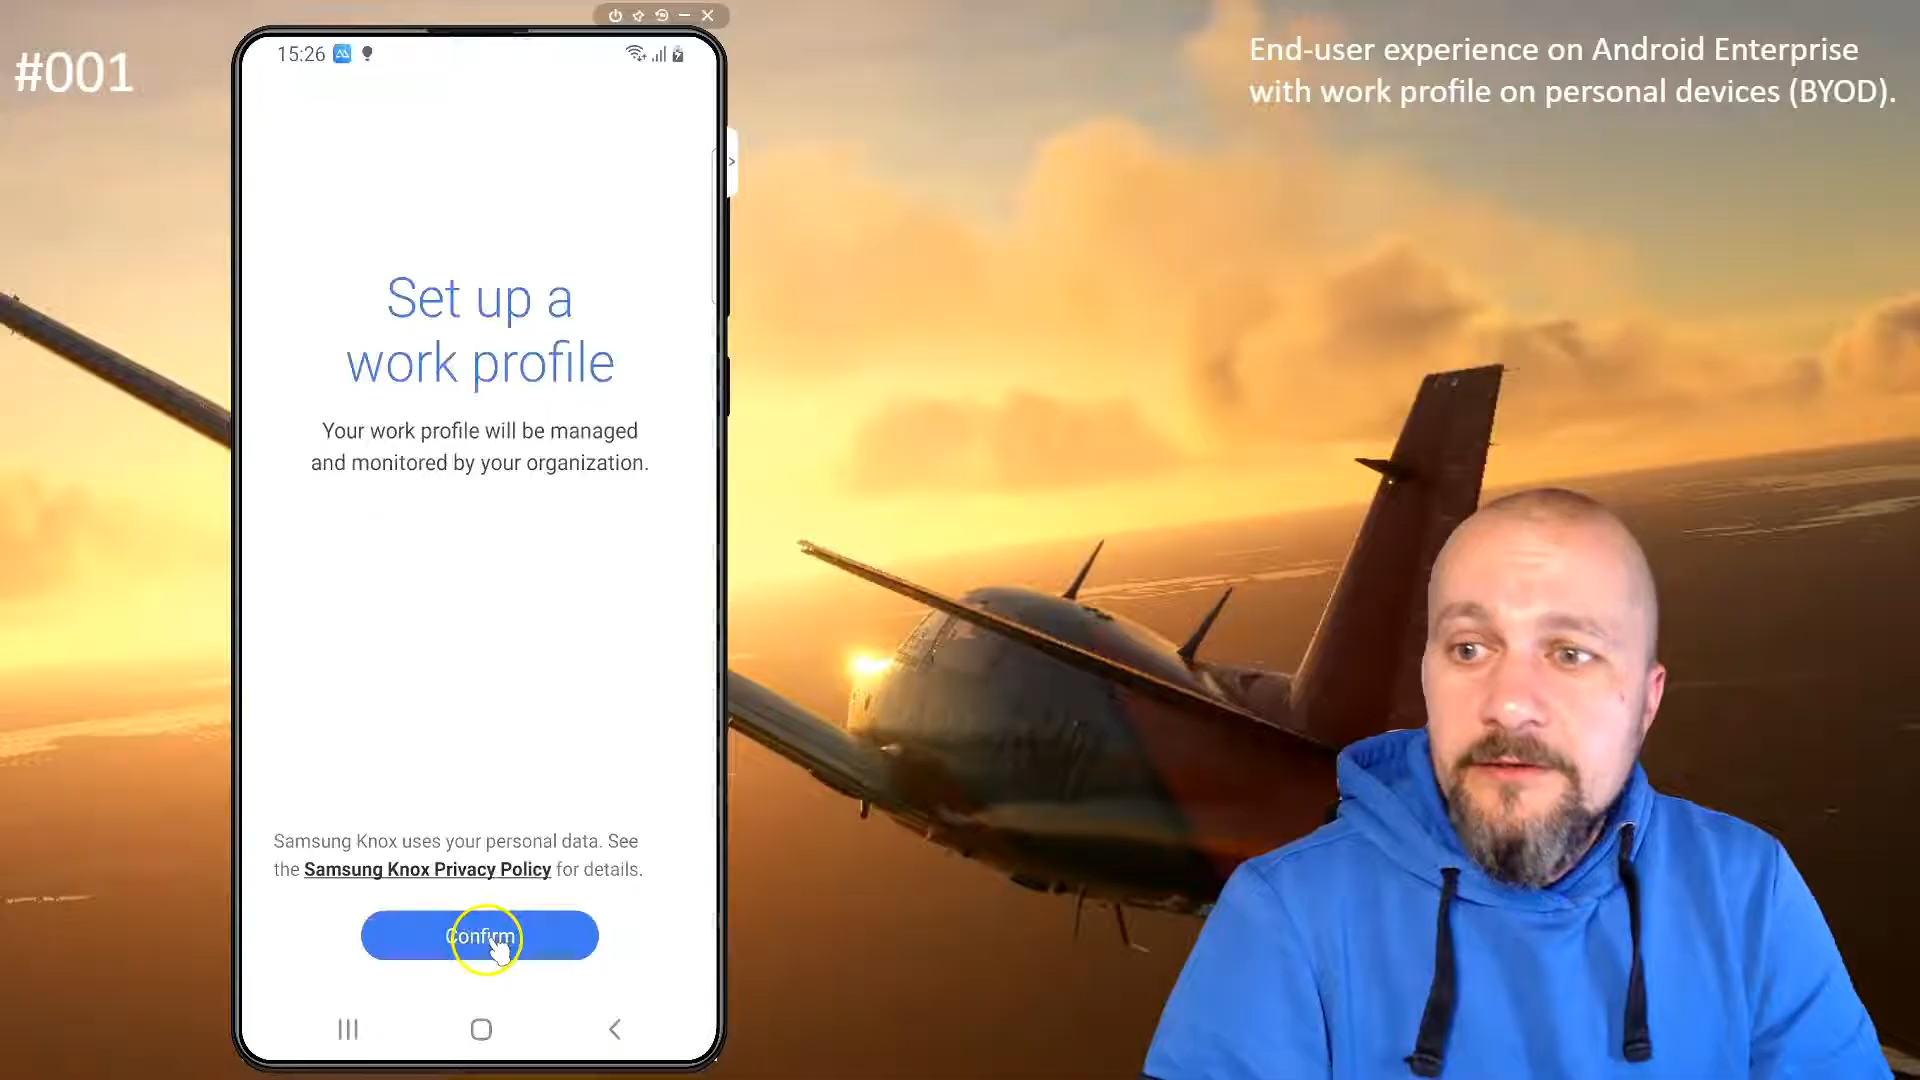 #001
End-user experience on Android Enterprise
with work profile on personal devices (BYOD).
15:26
Set up a
work profile
Your work profile will be managed
and monitored by your organization.
Samsung Knox uses your personal data. See
the Samsung Knox Privacy Policy for details.
Confirm